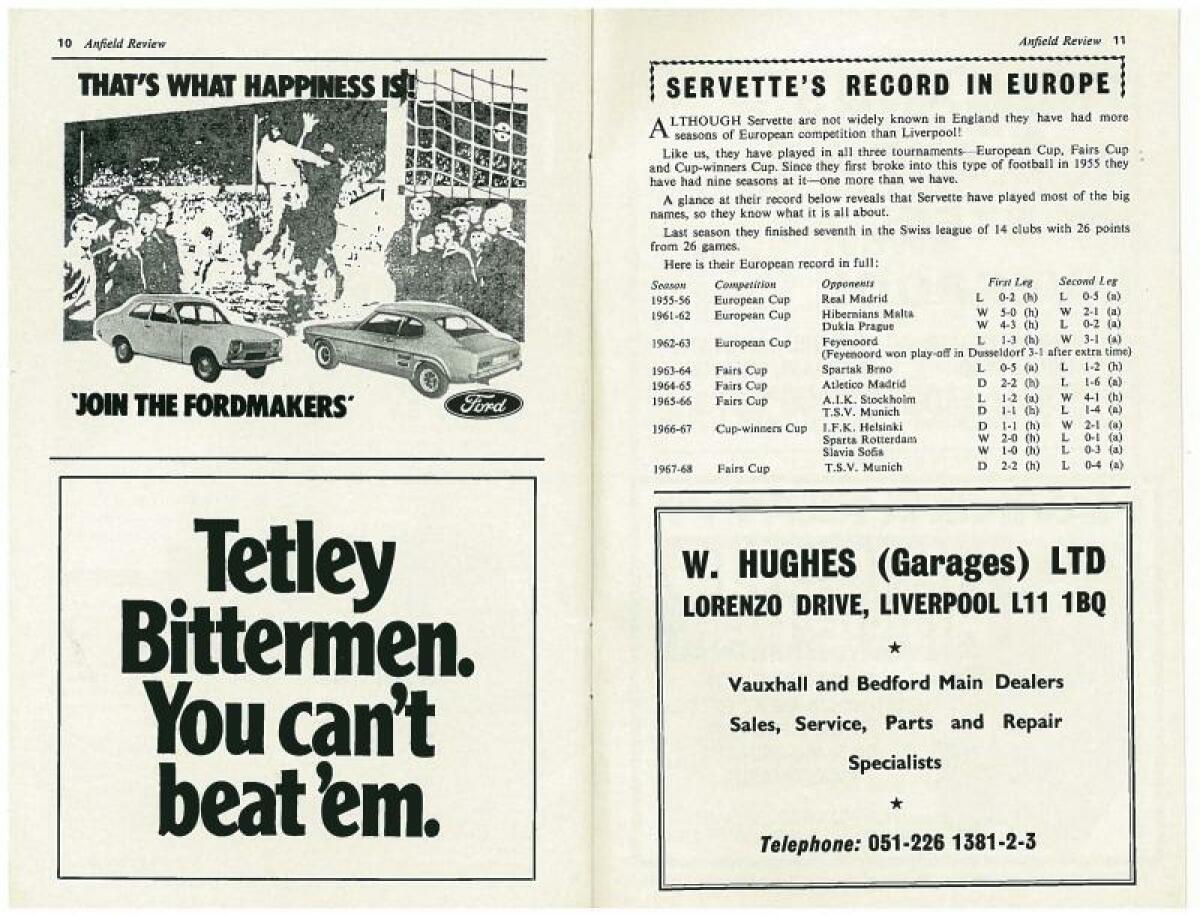 10 Anfield Review
THAT'S WHAT HAPPINESS IS!
'JOIN THE FORDMAKERS'
Ford
Tetley
Bittermen.
You can't
beat 'em.
Anfield Review 11
SERVETTE'S RECORD IN EUROPE
ALTHOUGH Servette are not widely known in England they have had more
seasons of European competition than Liverpool!
Like us, they have played in all three tournaments—European Cup, Fairs Cup
and Cup-winners Cup. Since they first broke into this type of football in 1955 they
have had nine seasons at it—one more than we have.
A glance at their record below reveals that Servette have played most of the big
names, so they know what it is all about.
Last season they finished seventh in the Swiss league of 14 clubs with 26 points
from 26 games.
Here is their European record in full:
Season Competition Opponents First Leg Second Leg
1955-56 European Cup Real Madrid L 0-2 (h) L 0-5 (a)
1961-62 European Cup Hibernians Malta W 5-0 (h) W 2-1 (a)
Dukla Prague W 4-3 (h) L 0-2 (a)
1962-63 European Cup Feyenoord L 1-3 (h) W 3-1 (a)
(Feyenoord won play-off in Dusseldorf 3-1 after extra time)
1963-64 Fairs Cup Spartak Brno L 0-5 (a) L 1-2 (h)
1964-65 Fairs Cup Atletico Madrid D 2-2 (h) L 1-6 (a)
1965-66 Fairs Cup A.I.K. Stockholm L 1-2 (a) W 4-1 (h)
T.S.V. Munich D 1-1 (h) L 1-4 (a)
1966-67 Cup-winners Cup I.F.K. Helsinki D 1-1 (h) W 2-1 (a)
Sparta Rotterdam W 2-0 (h) L 0-1 (a)
Slavia Sofia W 1-0 (h) L 0-3 (a)
1967-68 Fairs Cup T.S.V. Munich D 2-2 (h) L 0-4 (a)
W. HUGHES (Garages) LTD
LORENZO DRIVE, LIVERPOOL L11 1BQ
★
Vauxhall and Bedford Main Dealers
Sales, Service, Parts and Repair
Specialists
★
Telephone: 051-226 1381-2-3